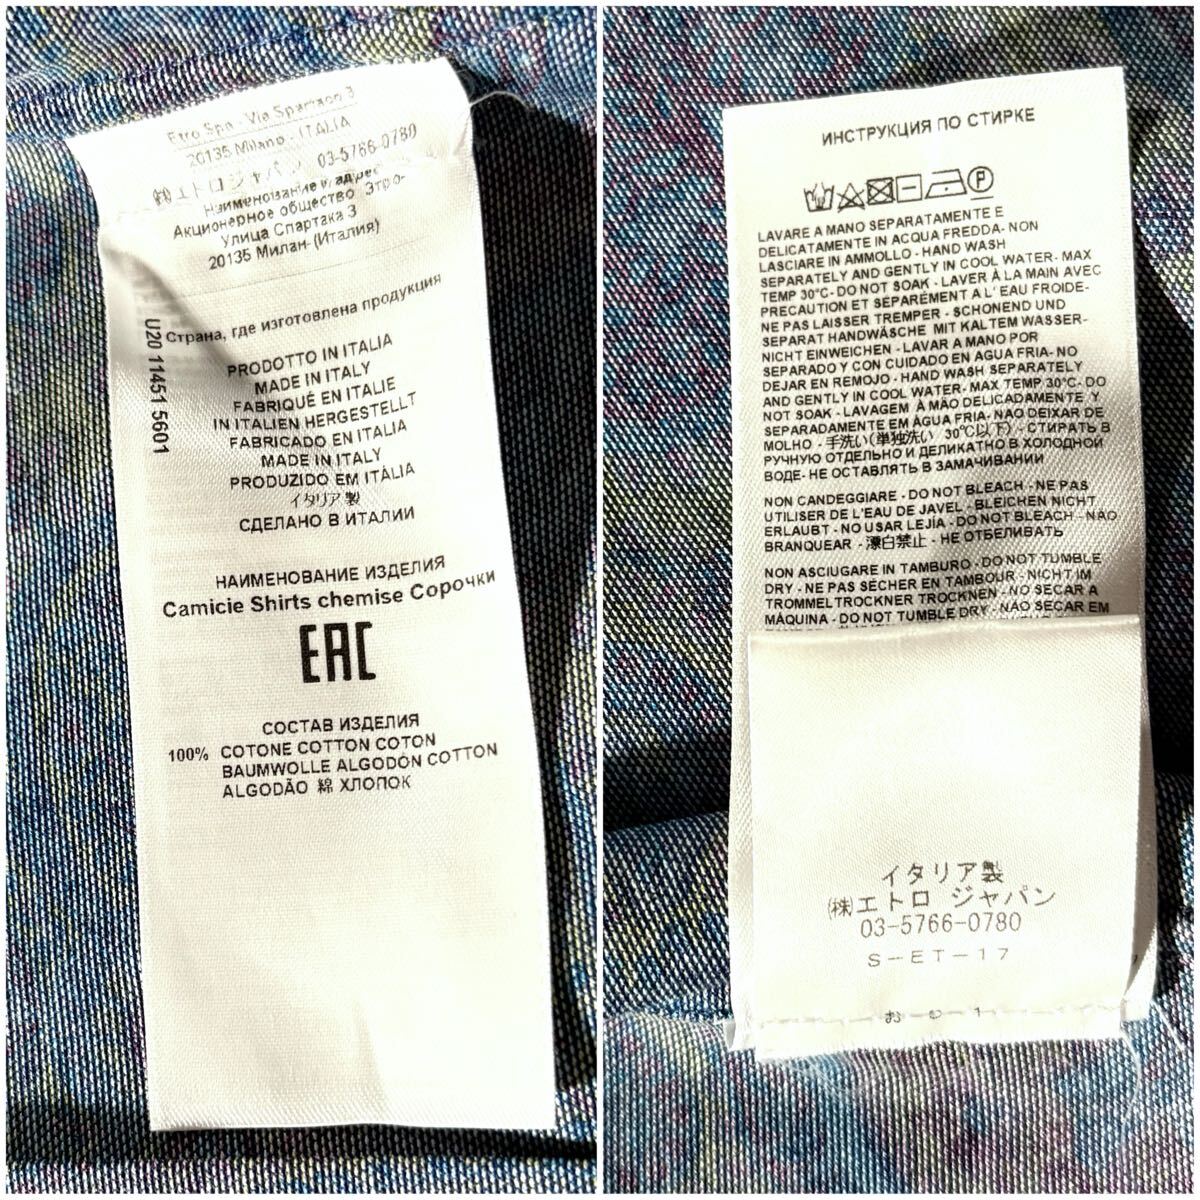 Etro Spa - Via Spartaco 3
20135 Milano - ITALIA
㈱エトロ ジャパン 03-5766-0780
Наименование и адрес
Акционерное общество Этро-
Улица Спартака 3
20135 Милан- (Италия)
Страна, где изготовлена продукция
U20 11451 5601
PRODOTTO IN ITALIA
MADE IN ITALY
FABRIQUÉ EN ITALIE
IN ITALIEN HERGESTELLT
FABRICADO EN ITALIA
MADE IN ITALY
PRODUZIDO EM ITÁLIA
イタリア製
СДЕЛАНО В ИТАЛИИ
НАИМЕНОВАНИЕ ИЗДЕЛИЯ
Camicie Shirts chemise Сорочки
EAC
СОСТАВ ИЗДЕЛИЯ
100% COTONE COTTON COTON
BAUMWOLLE ALGODÓN COTTON
ALGODÃO 綿 ХЛОПОК
ИНСТРУКЦИЯ ПО СТИРКЕ
P
LAVARE A MANO SEPARATAMENTE E
DELICATAMENTE IN ACQUA FREDDA- NON
LASCIARE IN AMMOLLO - HAND WASH
SEPARATELY AND GENTLY IN COOL WATER- MAX
TEMP 30°C- DO NOT SOAK - LAVER À LA MAIN AVEC
PRECAUTION ET SÉPARÉMENT A L' EAU FROIDE-
NE PAS LAISSER TREMPER - SCHONEND UND
SEPARAT HANDWÄSCHE MIT KALTEM WASSER-
NICHT EINWEICHEN - LAVAR A MANO POR
SEPARADO Y CON CUIDADO EN AGUA FRIA- NO
DEJAR EN REMOJO - HAND WASH SEPARATELY
AND GENTLY IN COOL WATER- MAX TEMP 30°C- DO
NOT SOAK - LAVAGEM À MÃO DELICADAMENTE Y
SEPARADAMENTE EM ÁGUA FRIA- NÃO DEIXAR DE
MOLHO - 手洗い(単独洗い 30℃以下) - СТИРАТЬ В
РУЧНУЮ ОТДЕЛЬНО И ДЕЛИКАТНО В ХОЛОДНОЙ
ВОДЕ- НЕ ОСТАВЛЯТЬ В ЗАМАЧИВАНИИ
NON CANDEGGIARE - DO NOT BLEACH - NE PAS
UTILISER DE L'EAU DE JAVEL - BLEICHEN NICHT
ERLAUBT - NO USAR LEJÍA - DO NOT BLEACH - NÃO
BRANQUEAR - 漂白禁止 - НЕ ОТБЕЛИВАТЬ
NON ASCIUGARE IN TAMBURO - DO NOT TUMBLE
DRY - NE PAS SÉCHER EN TAMBOUR - NICHT IM
TROMMELTROCKNER TROCKNEN - NO SECAR A
MÁQUINA - DO NOT TUMBLE DRY - NÃO SECAR EM
イタリア製
㈱エトロ ジャパン
03-5766-0780
S-ET-17